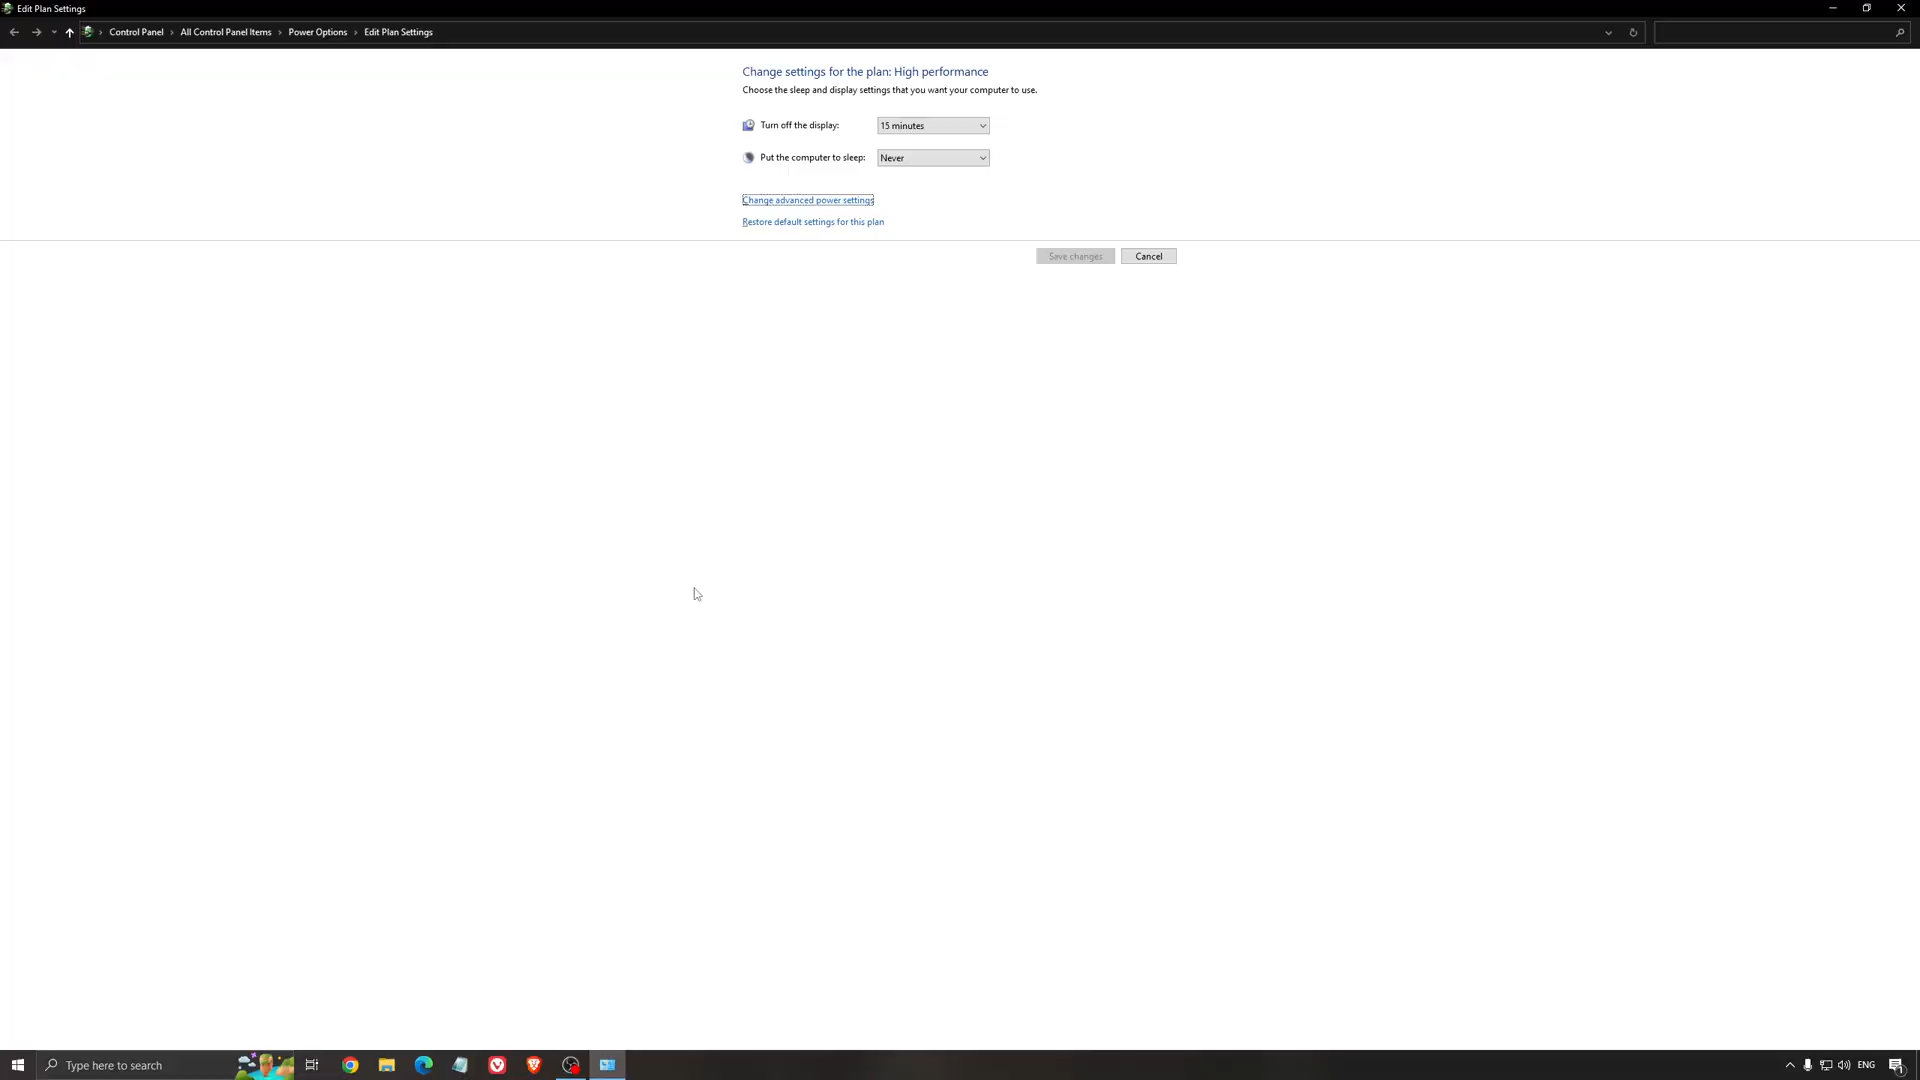 Edit Plan Settings
Control Panel › All Control Panel Items › Power Options › Edit Plan Settings
Change settings for the plan: High performance
Choose the sleep and display settings that you want your computer to use.
Turn off the display: 15 minutes
Put the computer to sleep: Never
Change advanced power settings
Restore default settings for this plan
Save changes Cancel
Type here to search ENG 1